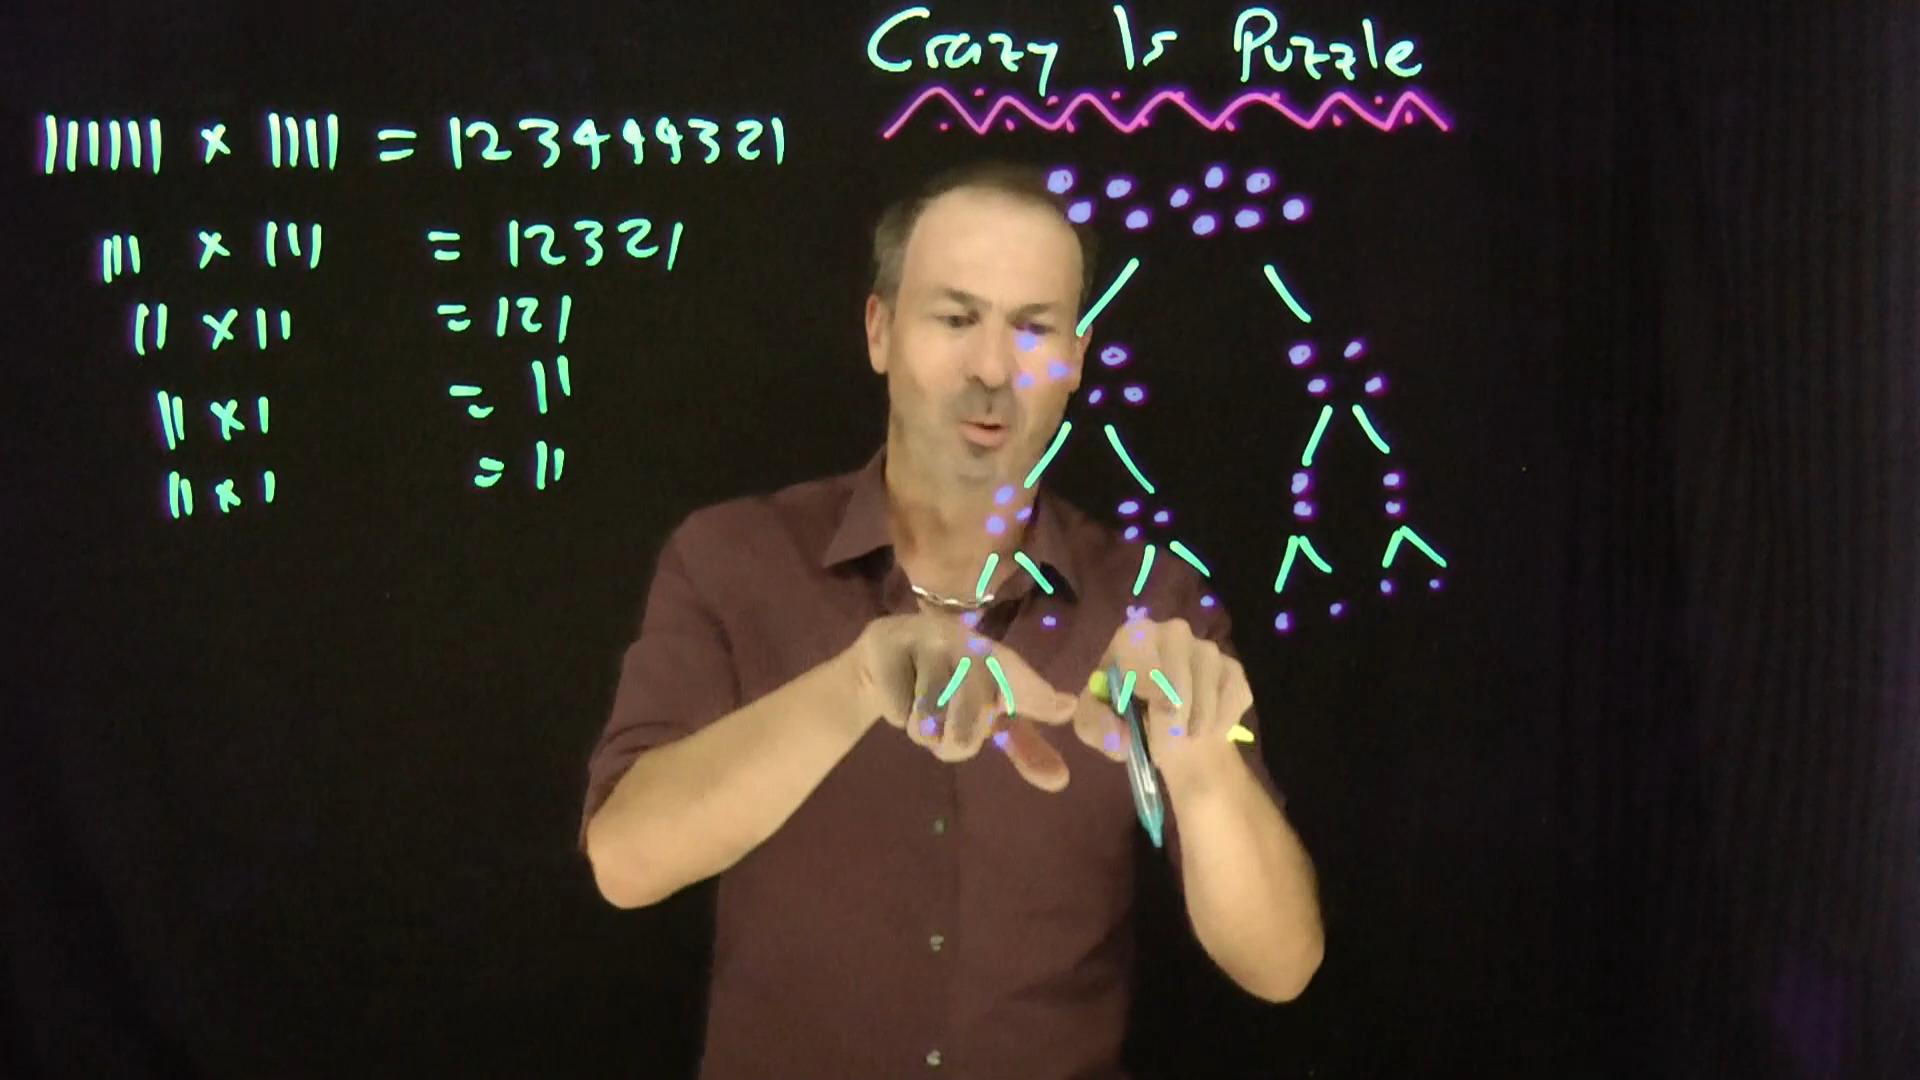 Crazy 1s Puzzle
111111 × 1111 = 123444321
111 × 111 = 12321
11 × 11 = 121
11 × 1 = 11
11 × 1 = 11